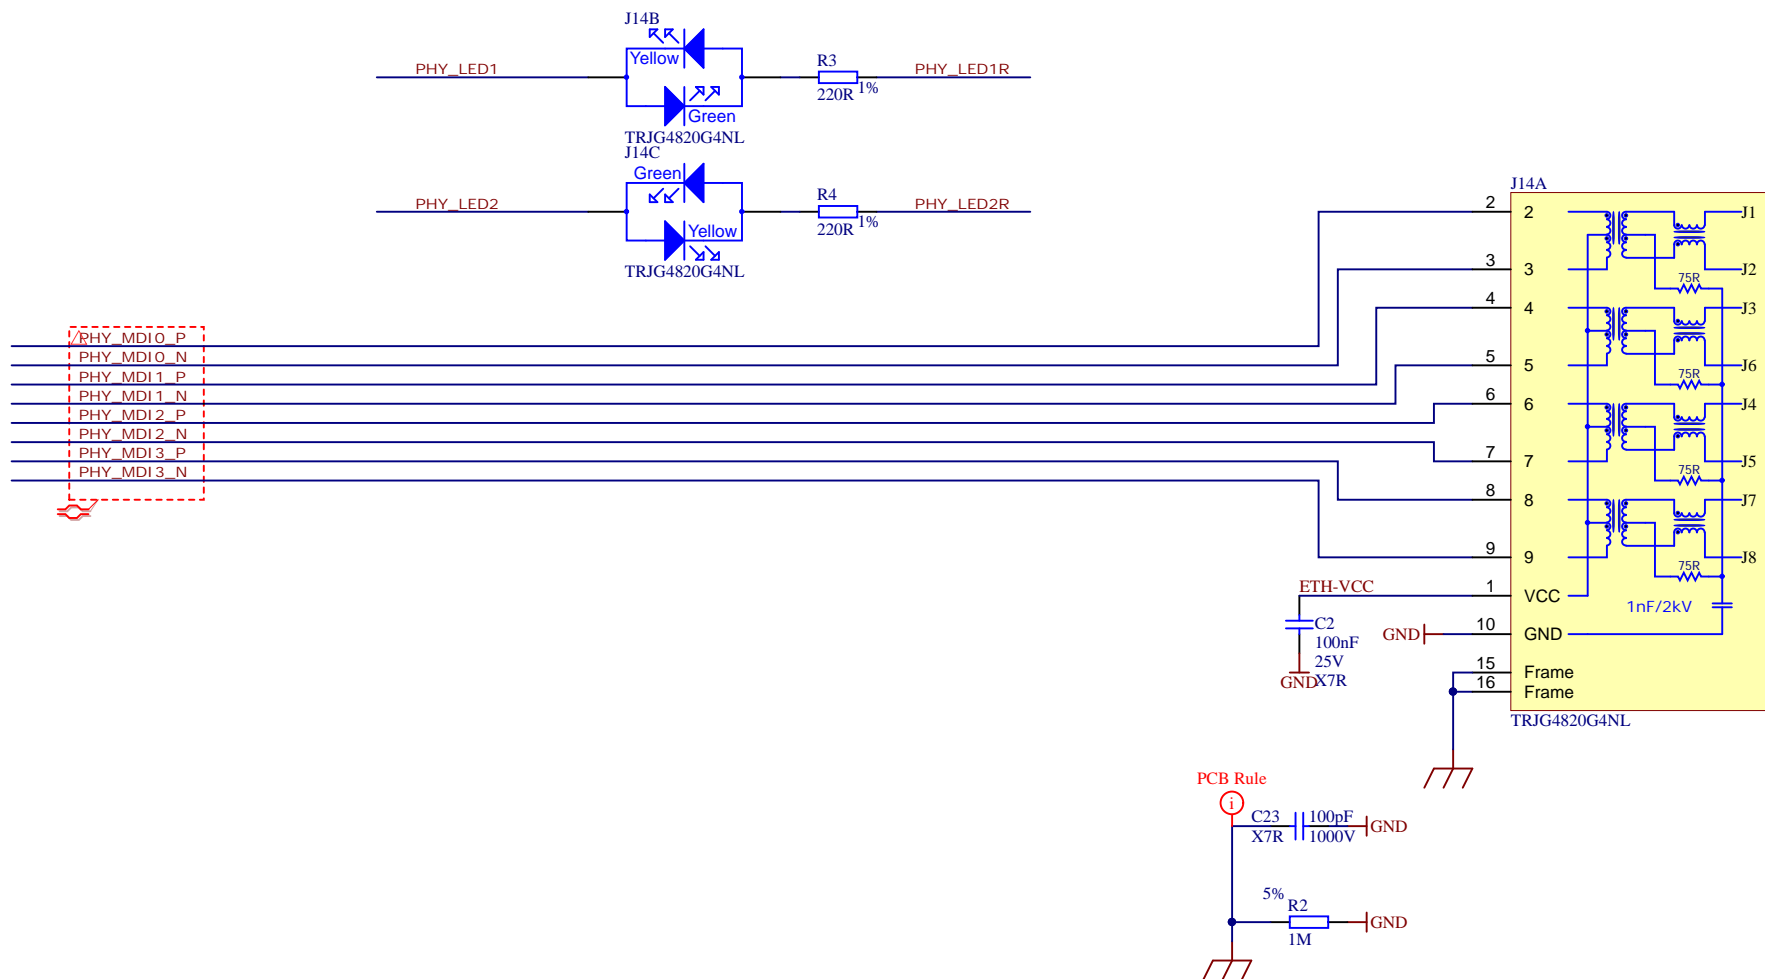 J14B
Yellow
PHY_LED1
R3
1%
220R
PHY_LED1R
Green
TRJG4820G4NL
J14C
Green
PHY_LED2
R4
1%
220R
PHY_LED2R
Yellow
TRJG4820G4NL
PHY_MDI0_P
PHY_MDI0_N
PHY_MDI1_P
PHY_MDI1_N
PHY_MDI2_P
PHY_MDI2_N
PHY_MDI3_P
PHY_MDI3_N
J14A
2 2 J1
3 3 J2
75R
4 4 J3
5 5 J6
75R
6 6 J4
7 7 J5
75R
8 8 J7
9 9 J8
75R
ETH-VCC 1 VCC
1nF/2kV
C2
100nF
25V
X7R
GND
GND 10 GND
15 Frame
16 Frame
TRJG4820G4NL
PCB Rule
i
C23 100pF GND
X7R 1000V
5%
R2 GND
1M